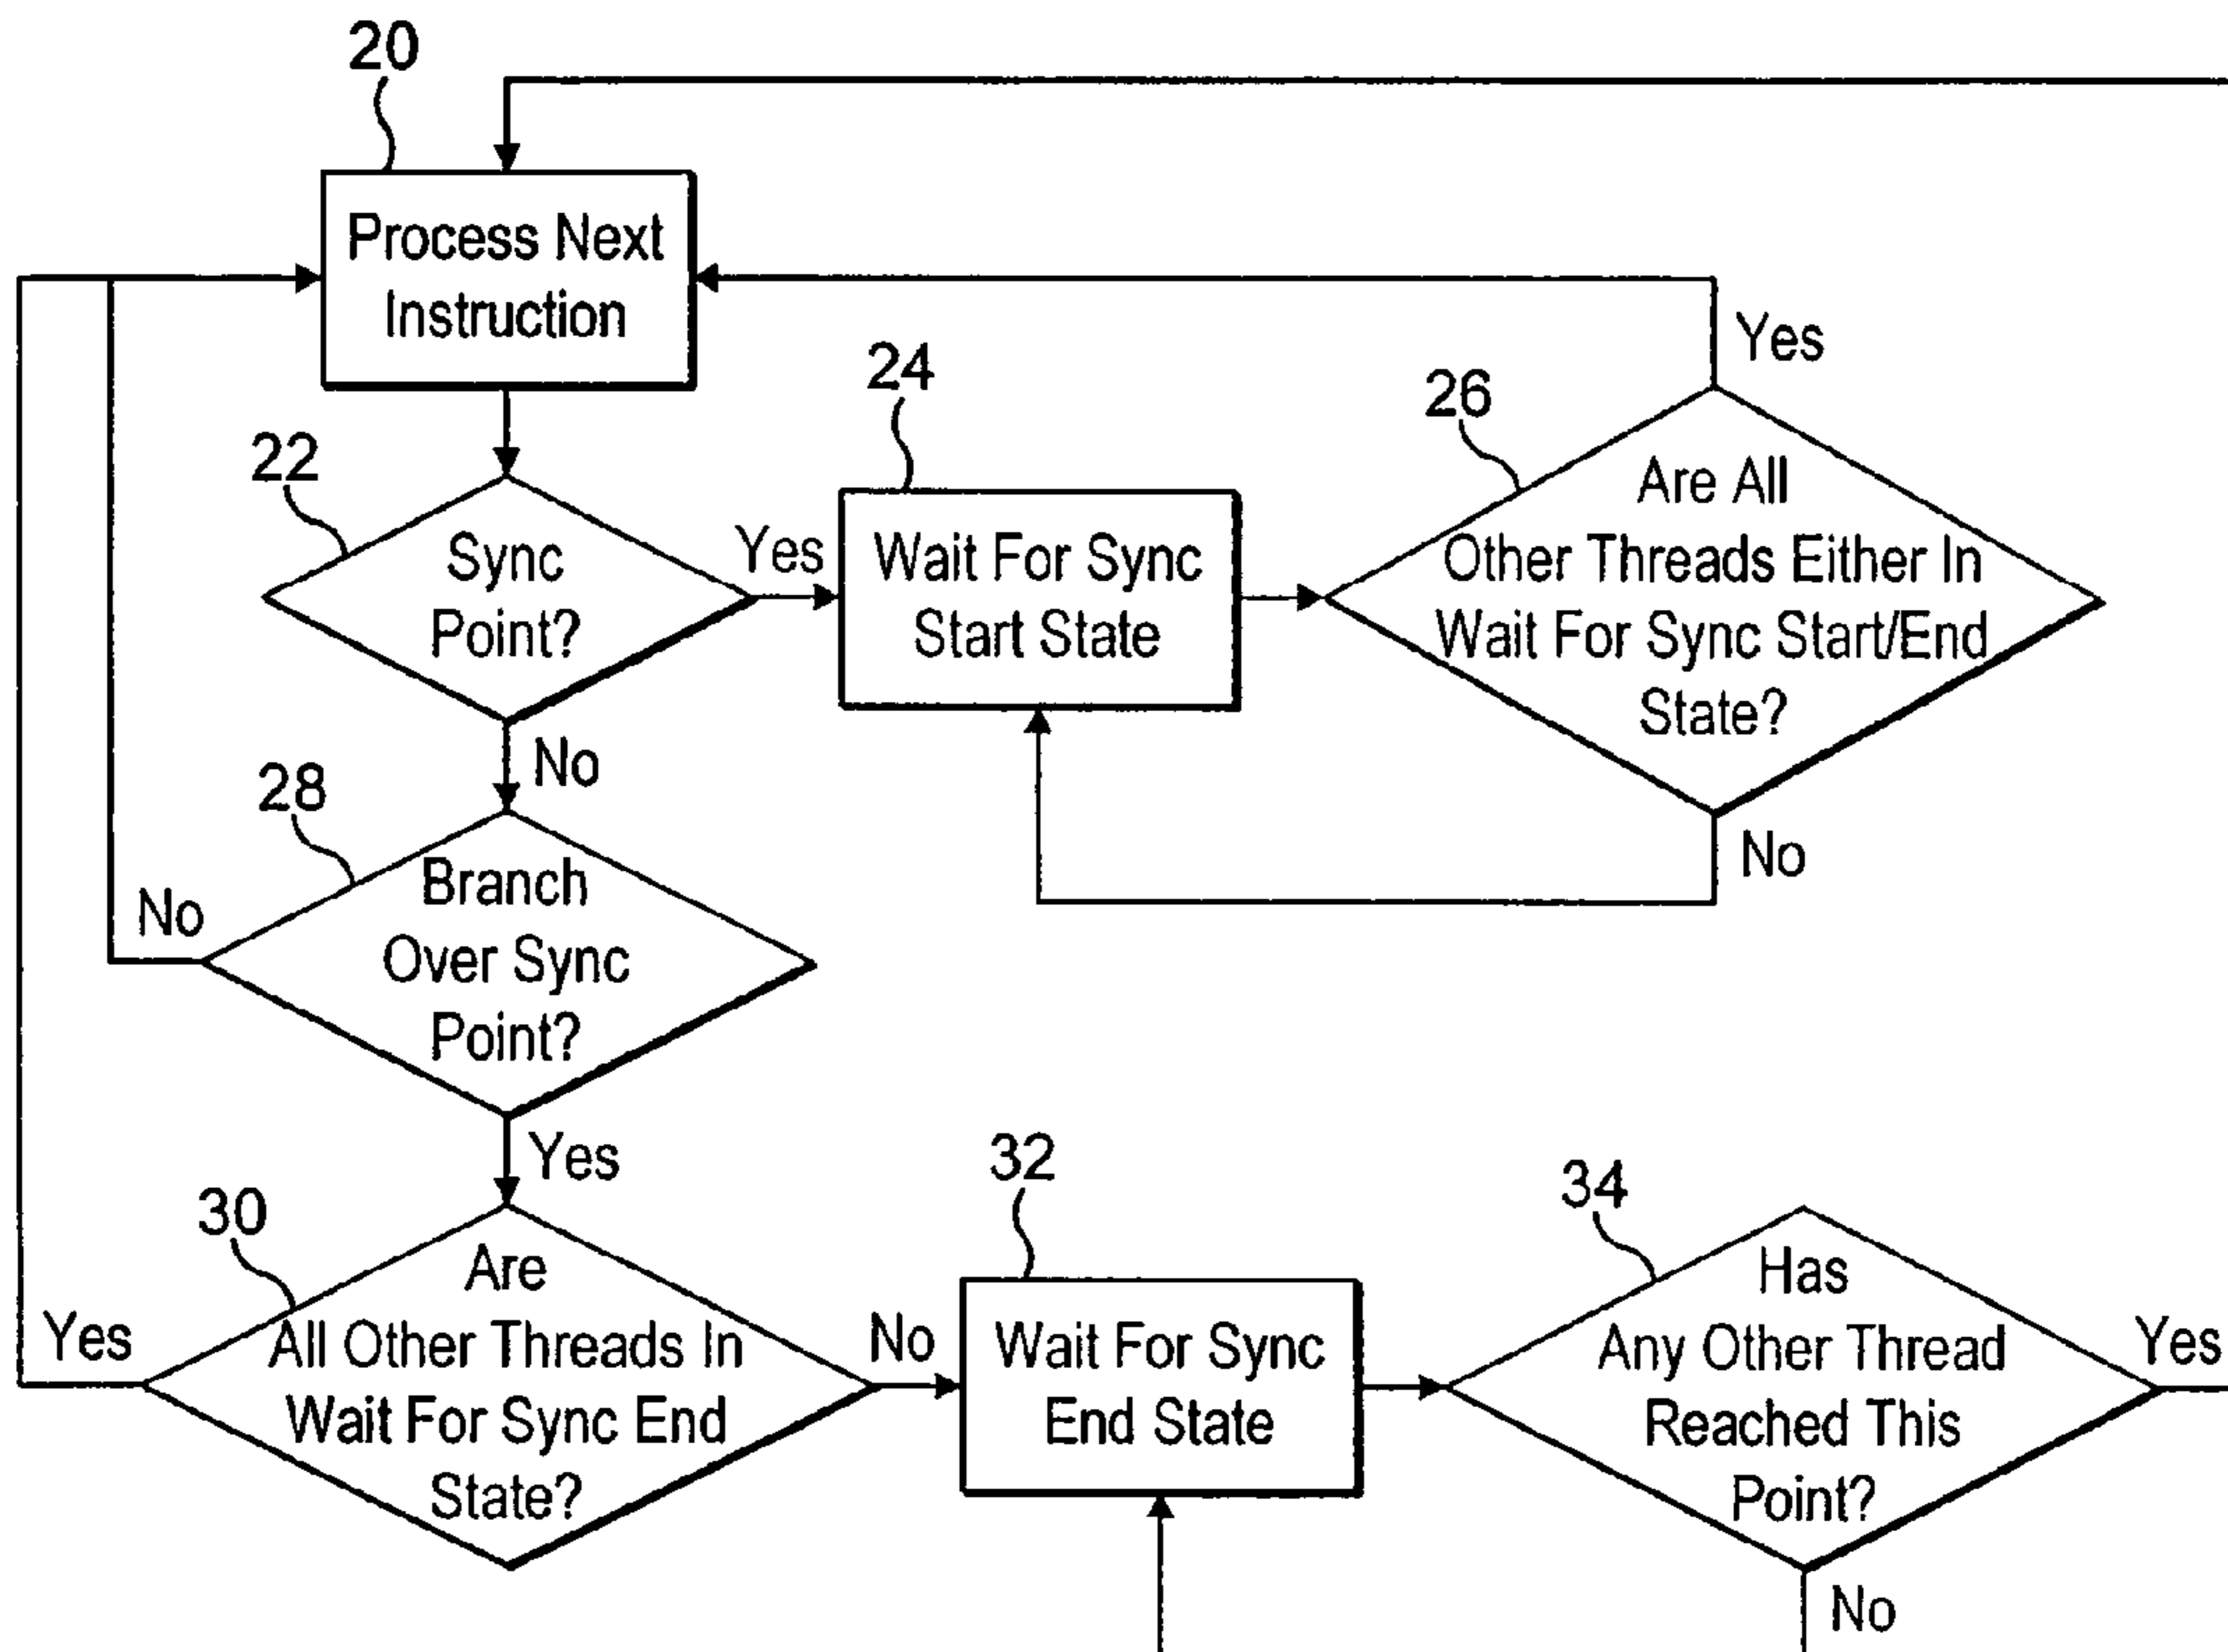 20
Process Next
Instruction
22
Sync
Point?
Yes
24
Wait For Sync
Start State
26
Are All
Other Threads Either In
Wait For Sync Start/End
State?
Yes
No
No
28
Branch
Over Sync
Point?
No
Yes
30
Are
All Other Threads In
Wait For Sync End
State?
Yes
No
32
Wait For Sync
End State
34
Has
Any Other Thread
Reached This
Point?
Yes
No